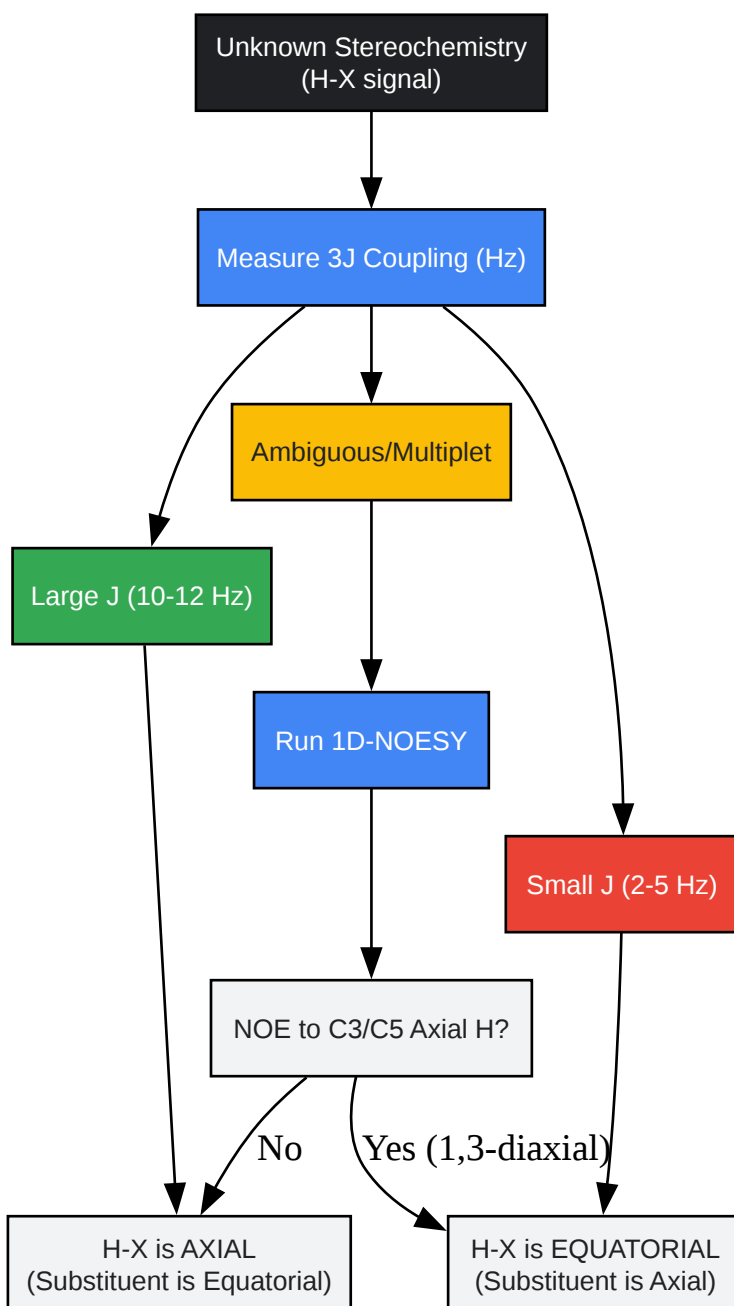 Unknown Stereochemistry
(H-X signal)
Measure 3J Coupling (Hz)
Ambiguous/Multiplet
Large J (10-12 Hz)
Run 1D-NOESY
Small J (2-5 Hz)
NOE to C3/C5 Axial H?
No
Yes (1,3-diaxial)
H-X is AXIAL
(Substituent is Equatorial)
H-X is EQUATORIAL
(Substituent is Axial)